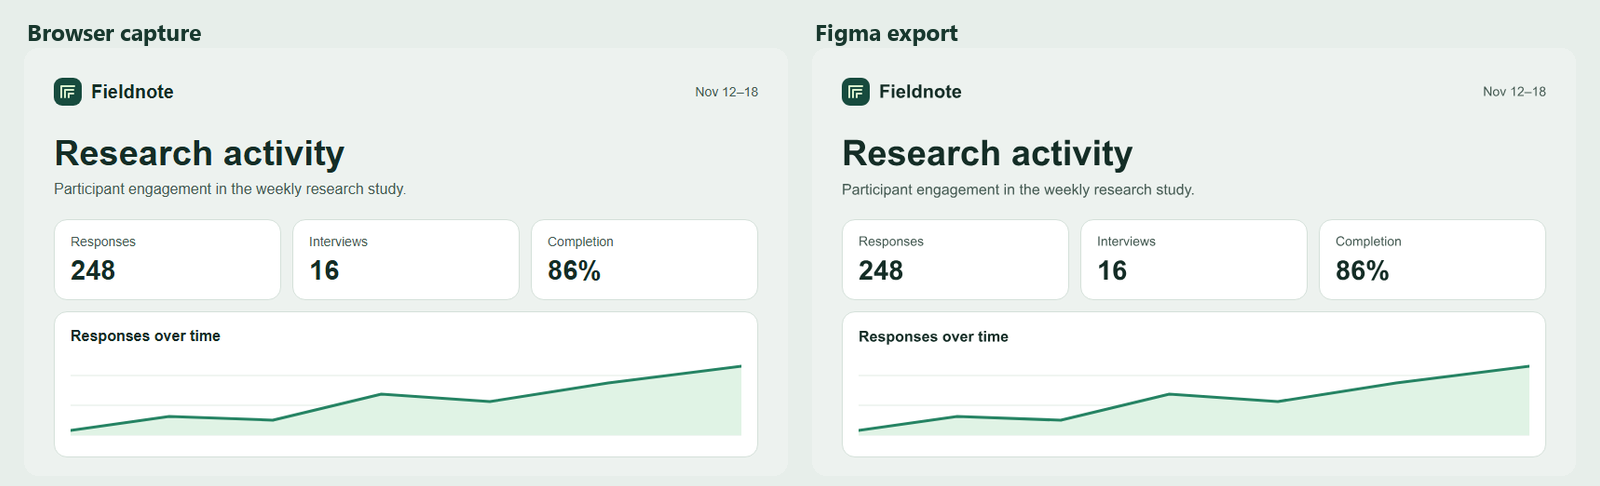 Browser capture
Fieldnote
Nov 12–18
Research activity
Participant engagement in the weekly research study.
Responses
248
Interviews
16
Completion
86%
Responses over time
Figma export
Fieldnote
Nov 12–18
Research activity
Participant engagement in the weekly research study.
Responses
248
Interviews
16
Completion
86%
Responses over time